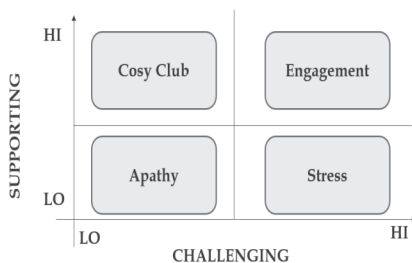 HI
Cosy Club
Engagement
SUPPORTING
Apathy
Stress
LO
LO
HI
CHALLENGING